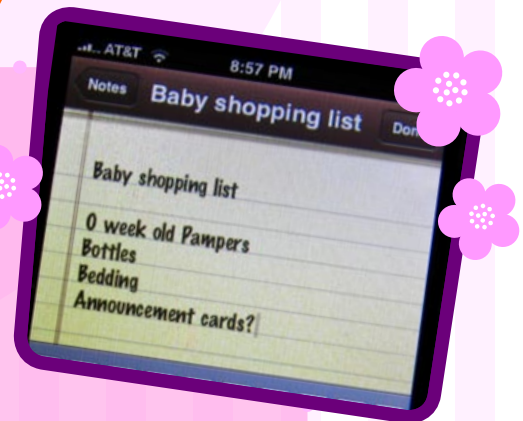 AT&T 8:57 PM
Notes Baby shopping list
Baby shopping list
0 week old Pampers
Bottles
Bedding
Announcement cards?